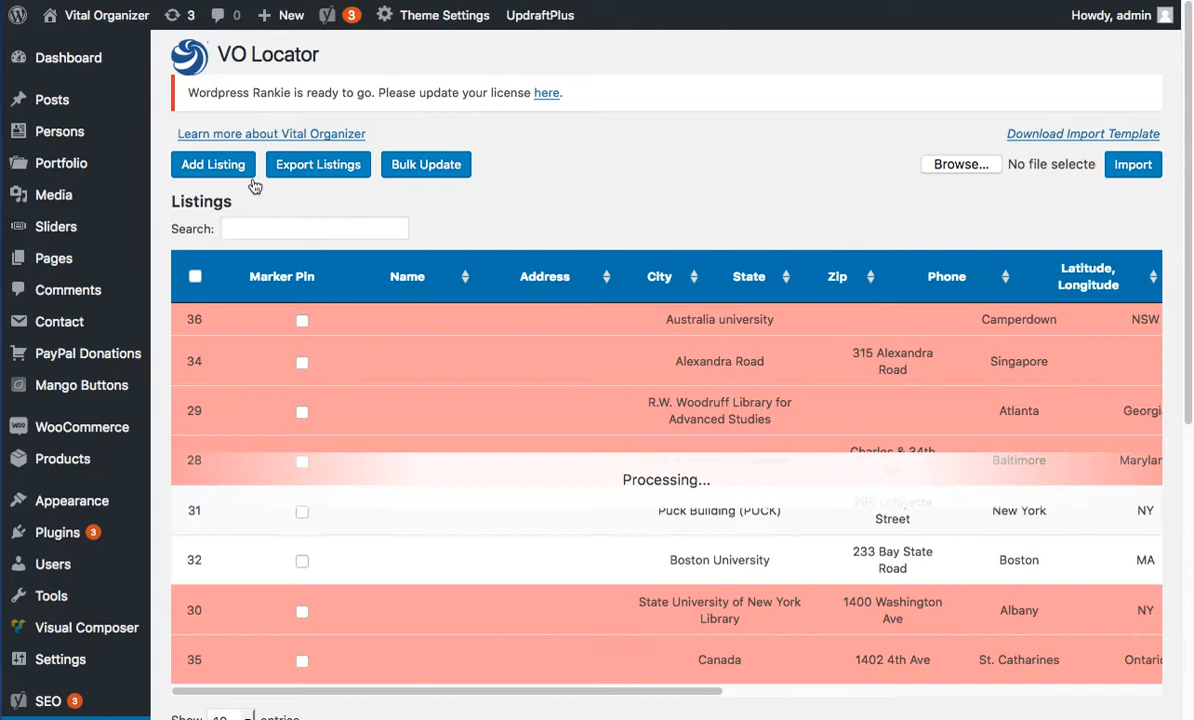 Vital Organizer 3 0 New 3 Theme Settings UpdraftPlus Howdy, admin
Dashboard
Posts
Persons
Portfolio
Media
Sliders
Pages
Comments
Contact
PayPal Donations
Mango Buttons
WooCommerce
Products
Appearance
Plugins 3
Users
Tools
Visual Composer
Settings
SEO 3
VO Locator
Wordpress Rankie is ready to go. Please update your license here.
Learn more about Vital Organizer Download Import Template
Add Listing Export Listings Bulk Update Browse... No file selecte Import
Listings
Search:
Marker Pin Name Address City State Zip Phone Latitude,
Longitude
36 Australia university Camperdown NSW
34 Alexandra Road 315 Alexandra
Road Singapore
29 R.W. Woodruff Library for
Advanced Studies Atlanta Georgi
28 Charles & 34th Baltimore Marylan
Processing...
31 Puck Building (PUCK) 295 Lafayette
Street New York NY
32 Boston University 233 Bay State
Road Boston MA
30 State University of New York
Library 1400 Washington
Ave Albany NY
35 Canada 1402 4th Ave St. Catharines Ontario
Show 10 entries